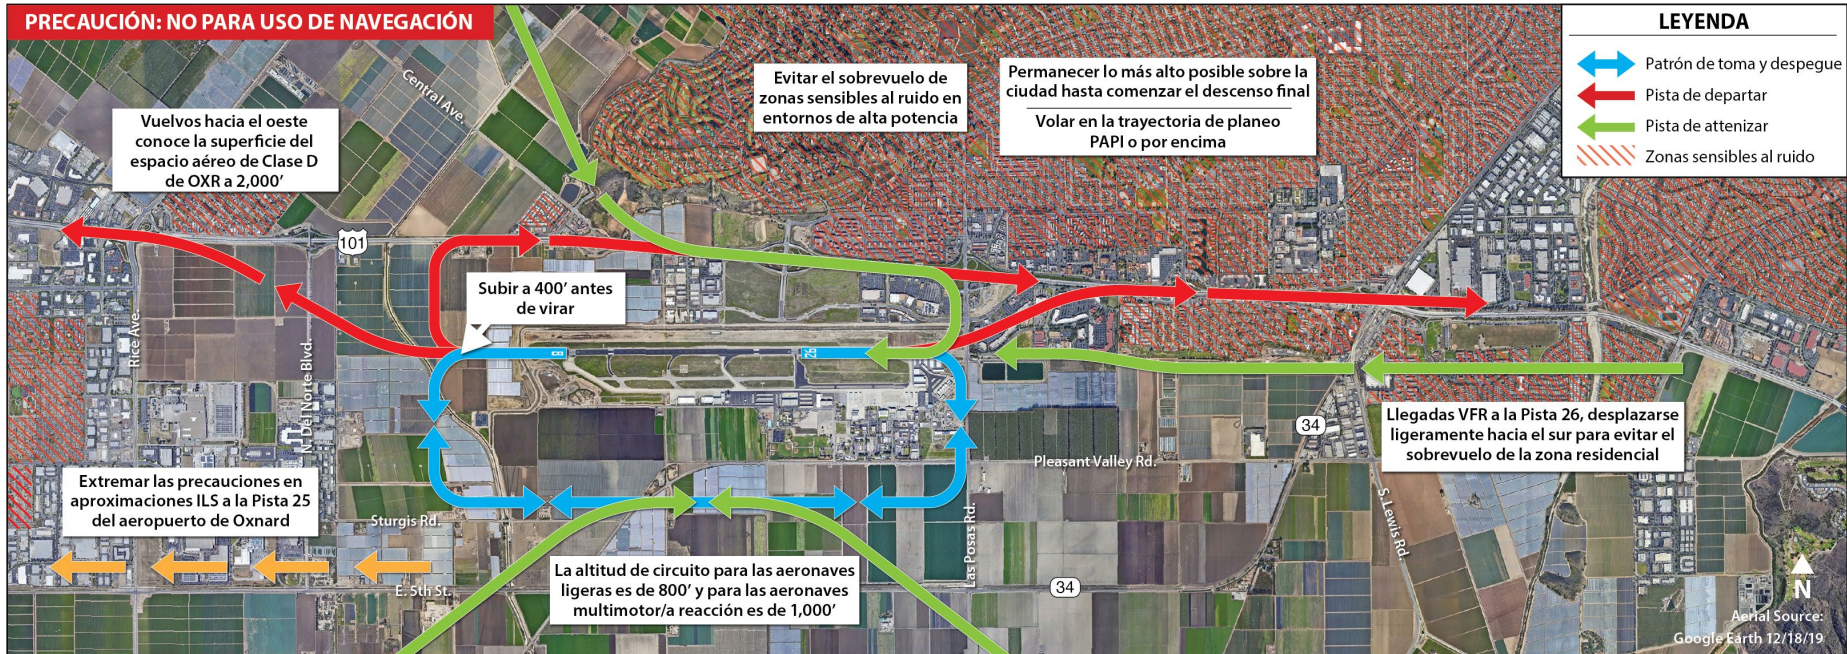 PRECAUCIÓN: NO PARA USO DE NAVEGACIÓN
LEYENDA
Patrón de toma y despegue
Pista de departar
Pista de attenizar
Zonas sensibles al ruido
Evitar el sobrevuelo de
zonas sensibles al ruido en
entornos de alta potencia
Permanecer lo más alto posible sobre la
ciudad hasta comenzar el descenso final
Volar en la trayectoria de planeo
PAPI o por encima
Central Ave.
Vuelvos hacia el oeste
conoce la superficie del
espacio aéreo de Clase D
de OXR a 2,000’
101
Subir a 400’ antes
de virar
Rice Ave.
N. Del Norte Blvd.
8
26
Llegadas VFR a la Pista 26, desplazarse
ligeramente hacia el sur para evitar el
sobrevuelo de la zona residencial
34
Pleasant Valley Rd.
Extremar las precauciones en
aproximaciones ILS a la Pista 25
del aeropuerto de Oxnard
Sturgis Rd.
Las Posas Rd.
S. Lewis Rd.
E. 5th St.
La altitud de circuito para las aeronaves
ligeras es de 800’ y para las aeronaves
multimotor/a reacción es de 1,000’
34
N
Aerial Source:
Google Earth 12/18/19